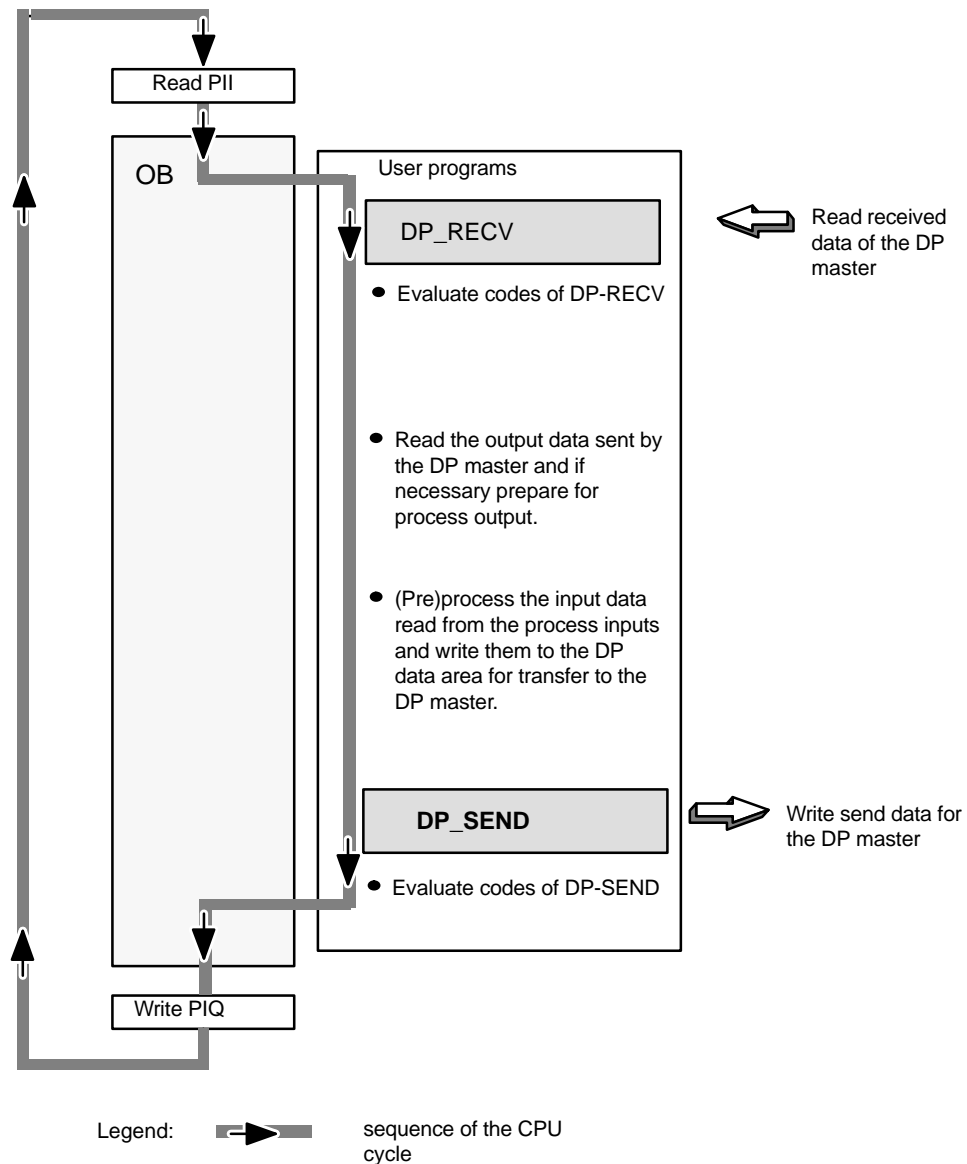 Read PII
OB
User programs
DP_RECV
Read received
data of the DP
master
Evaluate codes of DP-RECV
Read the output data sent by
the DP master and if
necessary prepare for
process output.
(Pre)process the input data
read from the process inputs
and write them to the DP
data area for transfer to the
DP master.
DP_SEND
Write send data for
the DP master
Evaluate codes of DP-SEND
Write PIQ
Legend:
sequence of the CPU
cycle